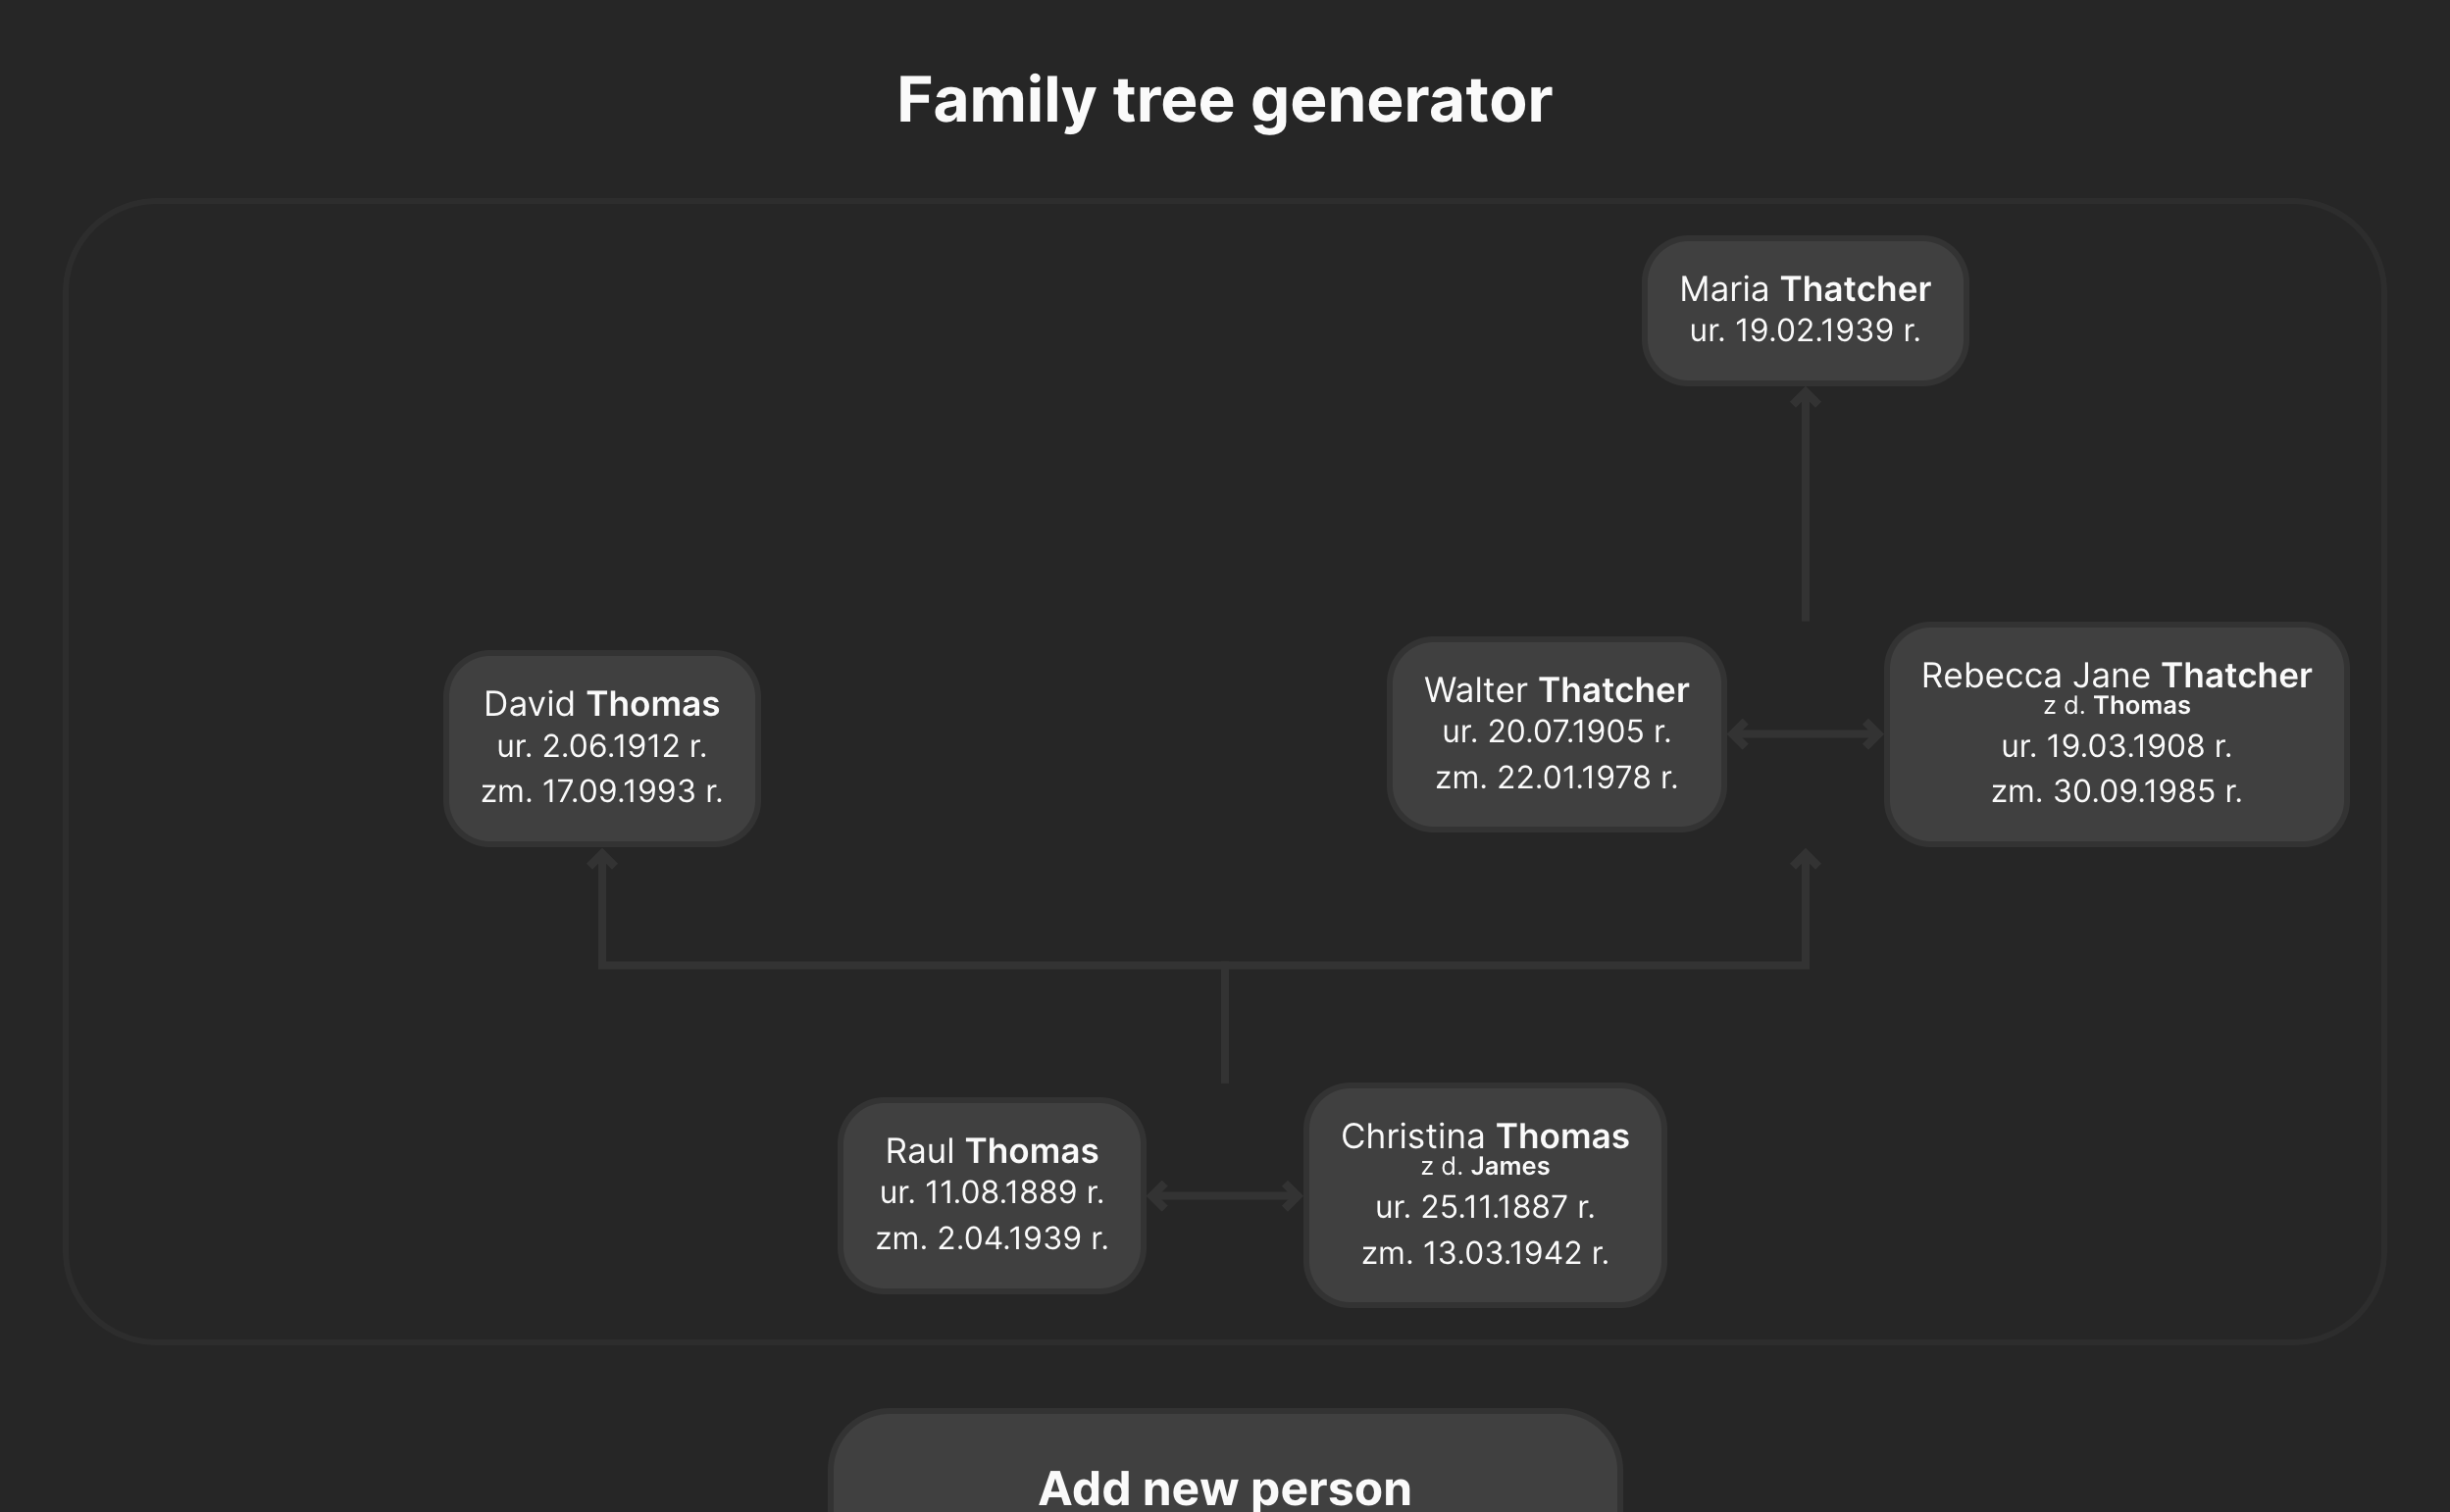 Family tree generator
Maria Thatcher
ur. 19.02.1939 r.
David Thomas
ur. 2.06.1912 r.
zm. 17.09.1993 r.
Walter Thatcher
ur. 20.07.1905 r.
zm. 22.01.1978 r.
Rebecca Jane Thatcher
z d. Thomas
ur. 19.03.1908 r.
zm. 30.09.1985 r.
Raul Thomas
ur. 11.08.1889 r.
zm. 2.04.1939 r.
Christina Thomas
z d. James
ur. 25.11.1887 r.
zm. 13.03.1942 r.
Add new person